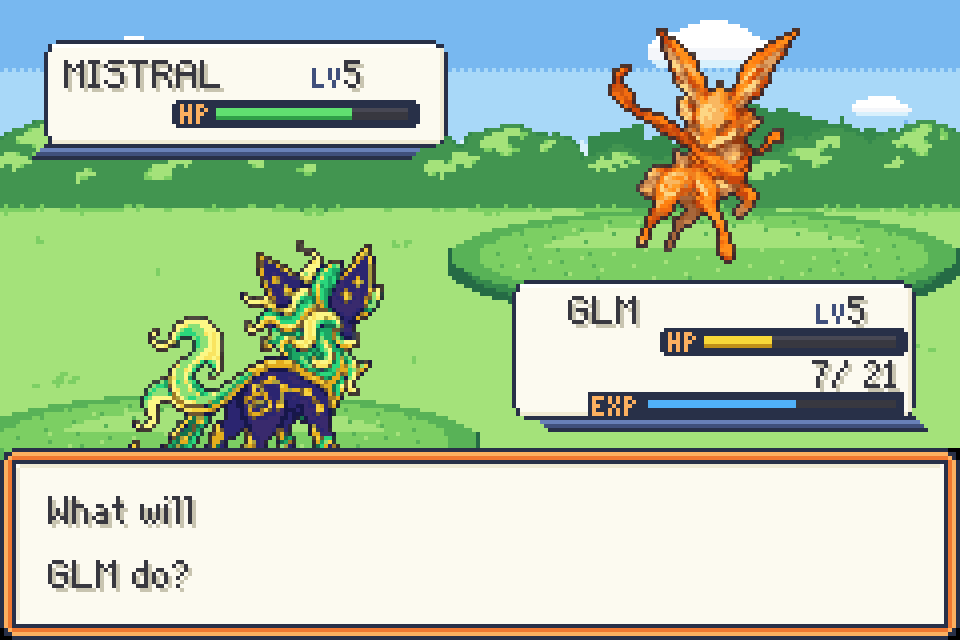 MISTRAL Lv5
HP
GLM Lv5
HP
7/ 21
EXP
What will
GLM do?